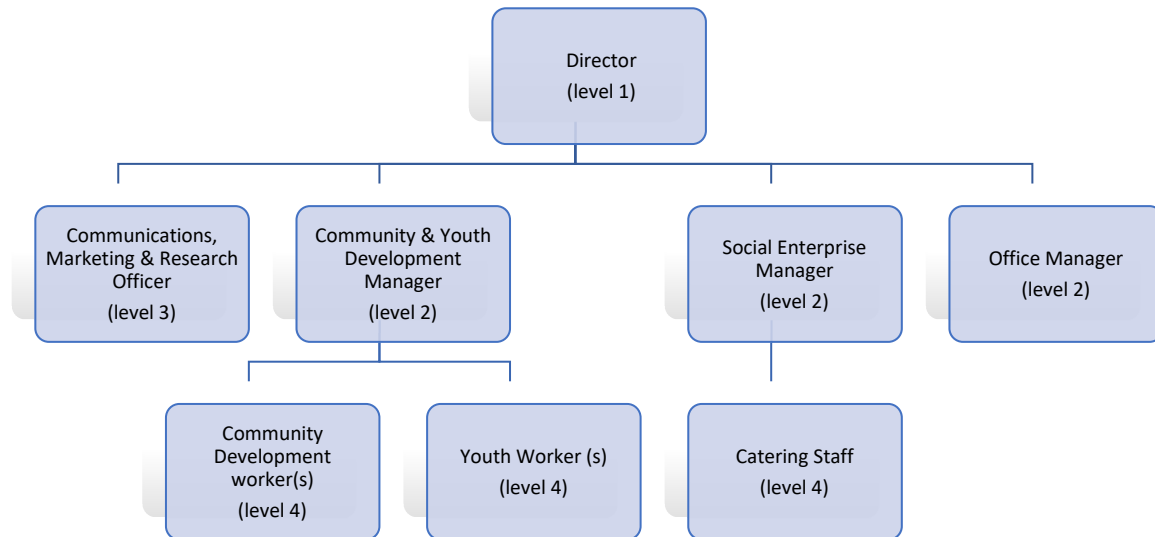 Director
(level 1)
Communications,
Marketing & Research
Officer
(level 3)
Community & Youth
Development
Manager
(level 2)
Social Enterprise
Manager
(level 2)
Office Manager
(level 2)
Community
Development
worker(s)
(level 4)
Youth Worker (s)
(level 4)
Catering Staff
(level 4)